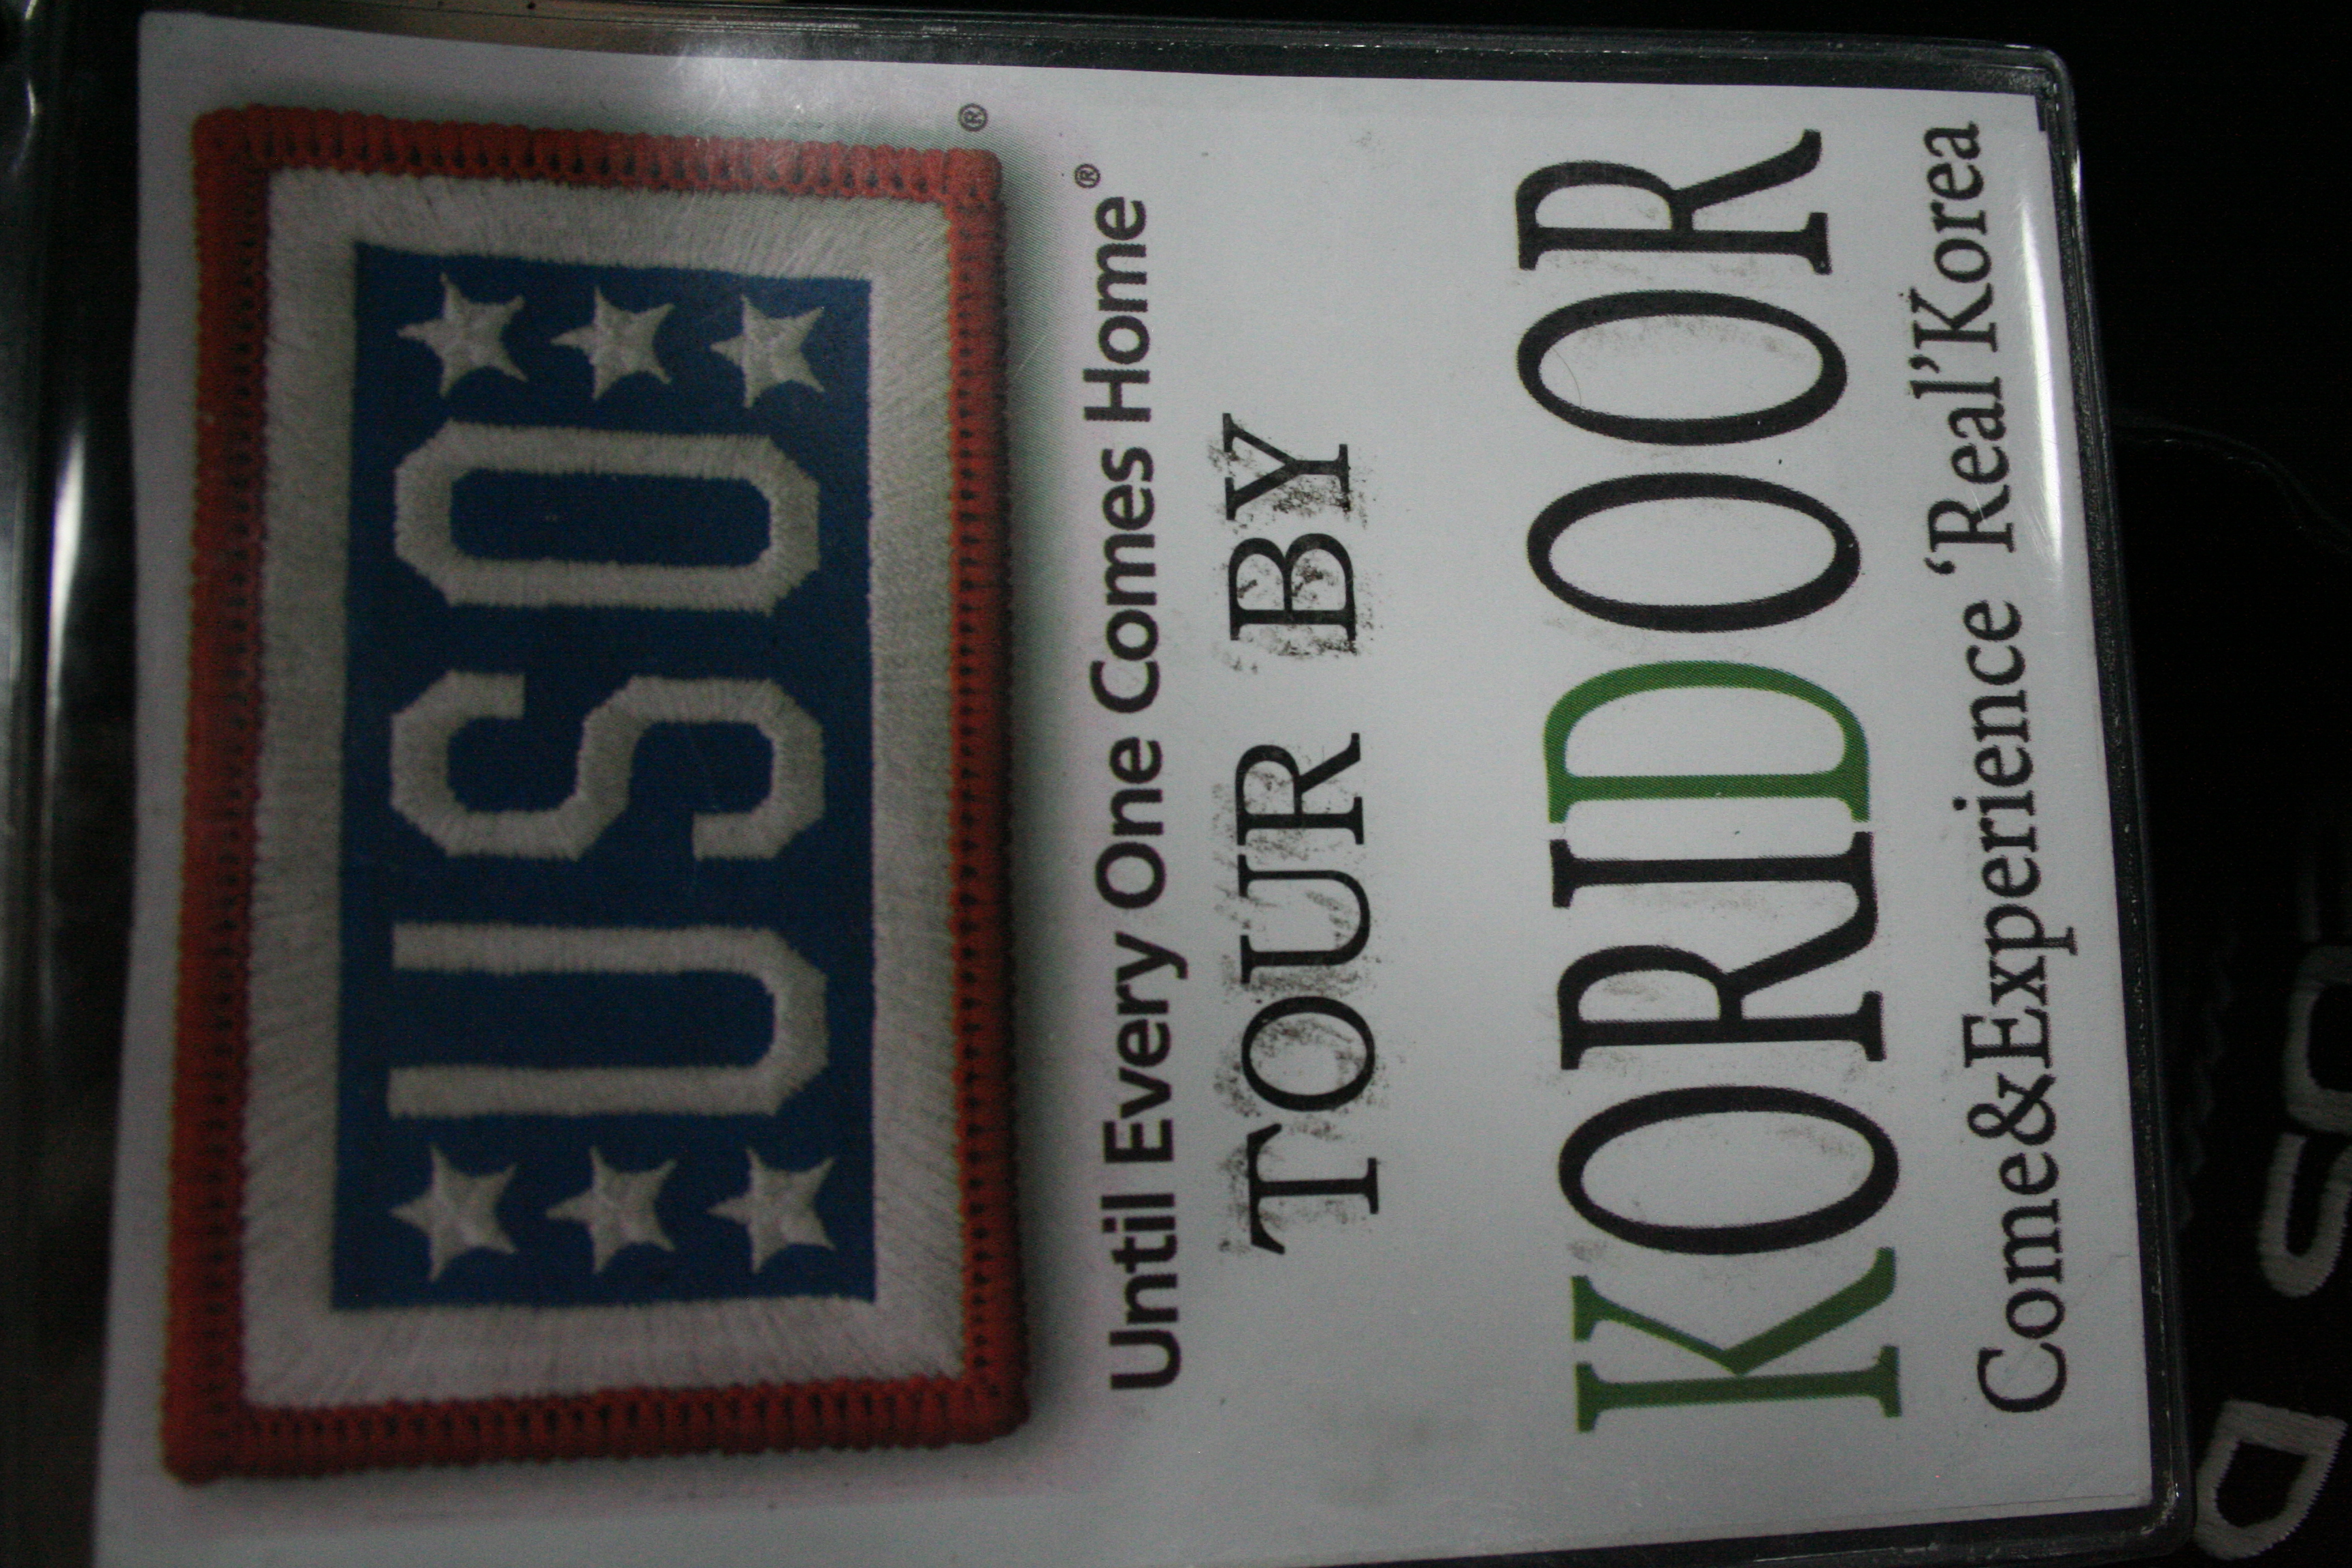 USO®
Until Every One Comes Home®
TOUR BY
KORIDOOR
Come&Experience ‘Real’Korea